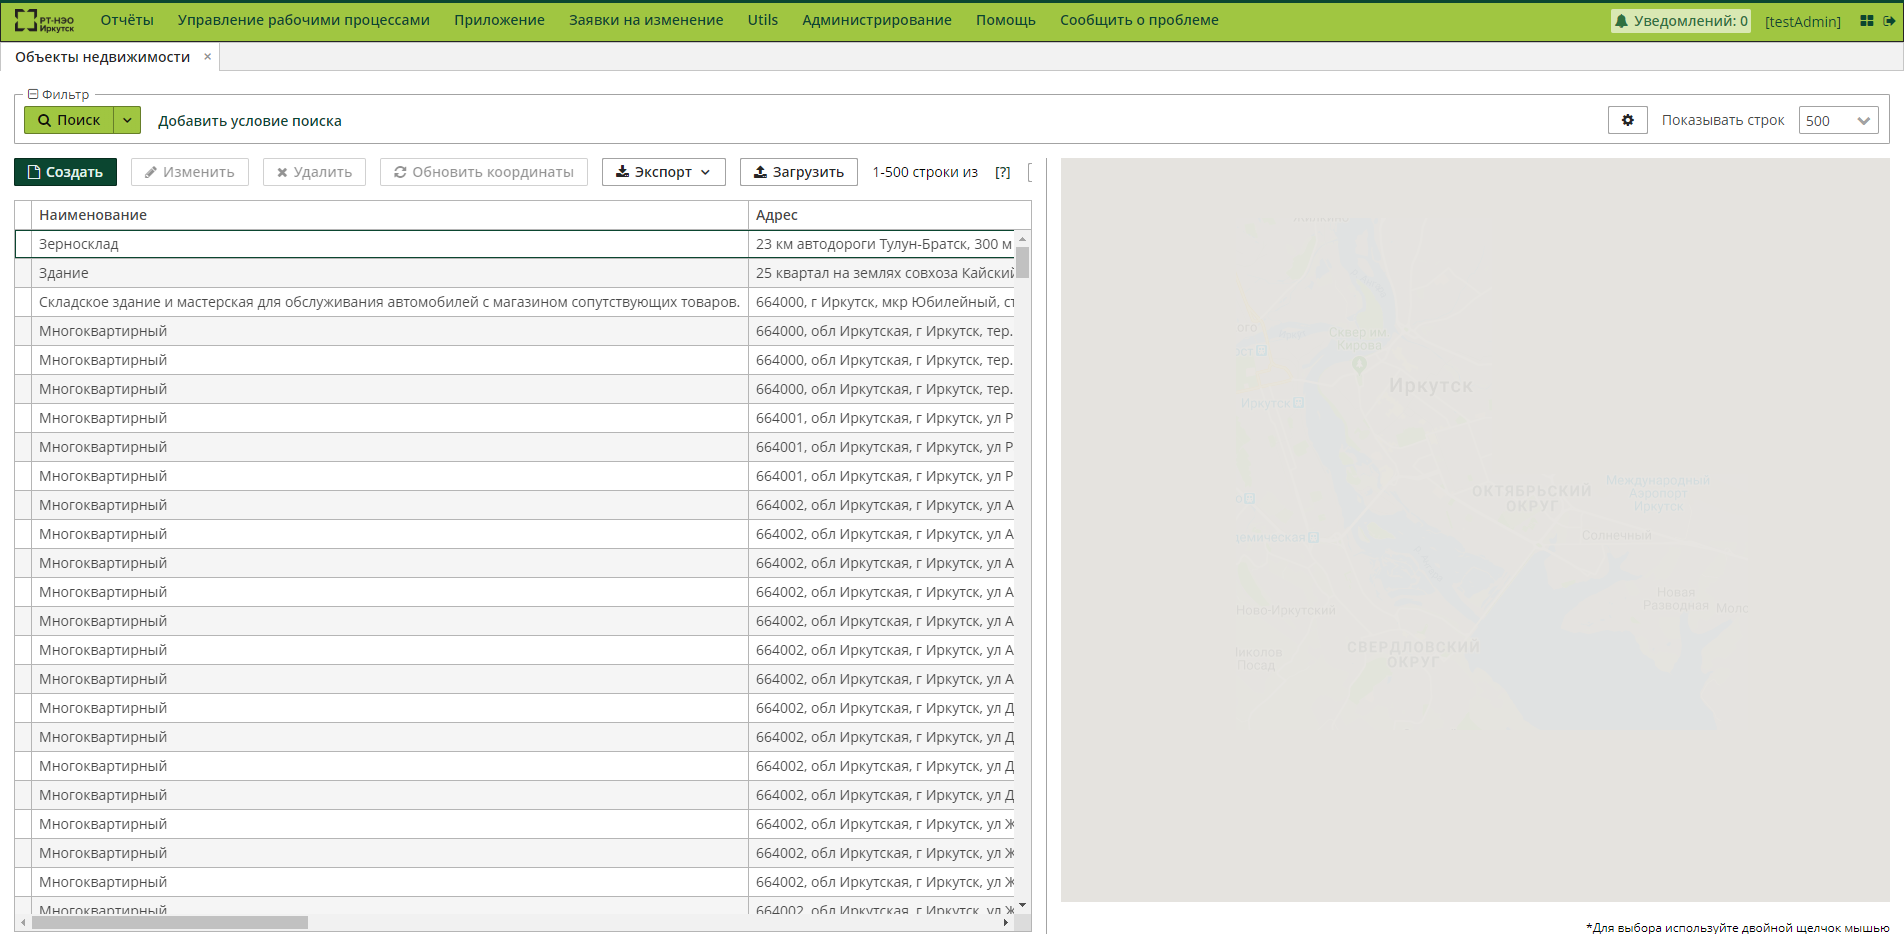 РТ-НЭО
Иркутск
Отчёты Управление рабочими процессами Приложение Заявки на изменение Utils Администрирование Помощь Сообщить о проблеме Уведомлений: 0 [testAdmin]
Объекты недвижимости ×
Фильтр
Поиск Добавить условие поиска Показывать строк 500
Создать Изменить Удалить Обновить координаты Экспорт Загрузить 1-500 строки из [?]
Наименование Адрес
Зерносклад 23 км автодороги Тулун-Братск, 300 м
Здание 25 квартал на землях совхоза Кайский
Складское здание и мастерская для обслуживания автомобилей с магазином сопутствующих товаров. 664000, г Иркутск, мкр Юбилейный, ст
Многоквартирный 664000, обл Иркутская, г Иркутск, тер.
Многоквартирный 664000, обл Иркутская, г Иркутск, тер.
Многоквартирный 664000, обл Иркутская, г Иркутск, тер.
Многоквартирный 664001, обл Иркутская, г Иркутск, ул Р
Многоквартирный 664001, обл Иркутская, г Иркутск, ул Р
Многоквартирный 664001, обл Иркутская, г Иркутск, ул Р
Многоквартирный 664002, обл Иркутская, г Иркутск, ул А
Многоквартирный 664002, обл Иркутская, г Иркутск, ул А
Многоквартирный 664002, обл Иркутская, г Иркутск, ул А
Многоквартирный 664002, обл Иркутская, г Иркутск, ул А
Многоквартирный 664002, обл Иркутская, г Иркутск, ул А
Многоквартирный 664002, обл Иркутская, г Иркутск, ул А
Многоквартирный 664002, обл Иркутская, г Иркутск, ул А
Многоквартирный 664002, обл Иркутская, г Иркутск, ул Д
Многоквартирный 664002, обл Иркутская, г Иркутск, ул Д
Многоквартирный 664002, обл Иркутская, г Иркутск, ул Д
Многоквартирный 664002, обл Иркутская, г Иркутск, ул Д
Многоквартирный 664002, обл Иркутская, г Иркутск, ул Ж
Многоквартирный 664002, обл Иркутская, г Иркутск, ул Ж
Многоквартирный 664002, обл Иркутская, г Иркутск, ул Ж
Многоквартирный 664002, обл Иркутская, г Иркутск, ул Ж
ого
ост
Сквер им.
Кирова
Иркутск
Иркутск
ОКТЯБРЬСКИЙ
ОКРУГ
Международный
Аэропорт
Иркутск
Солнечный
демическая
Новая
Разводная
Молс
Ново-Иркутский
СВЕРДЛОВСКИЙ
ОКРУГ
Николов
Посад
*Для выбора используйте двойной щелчок мышью